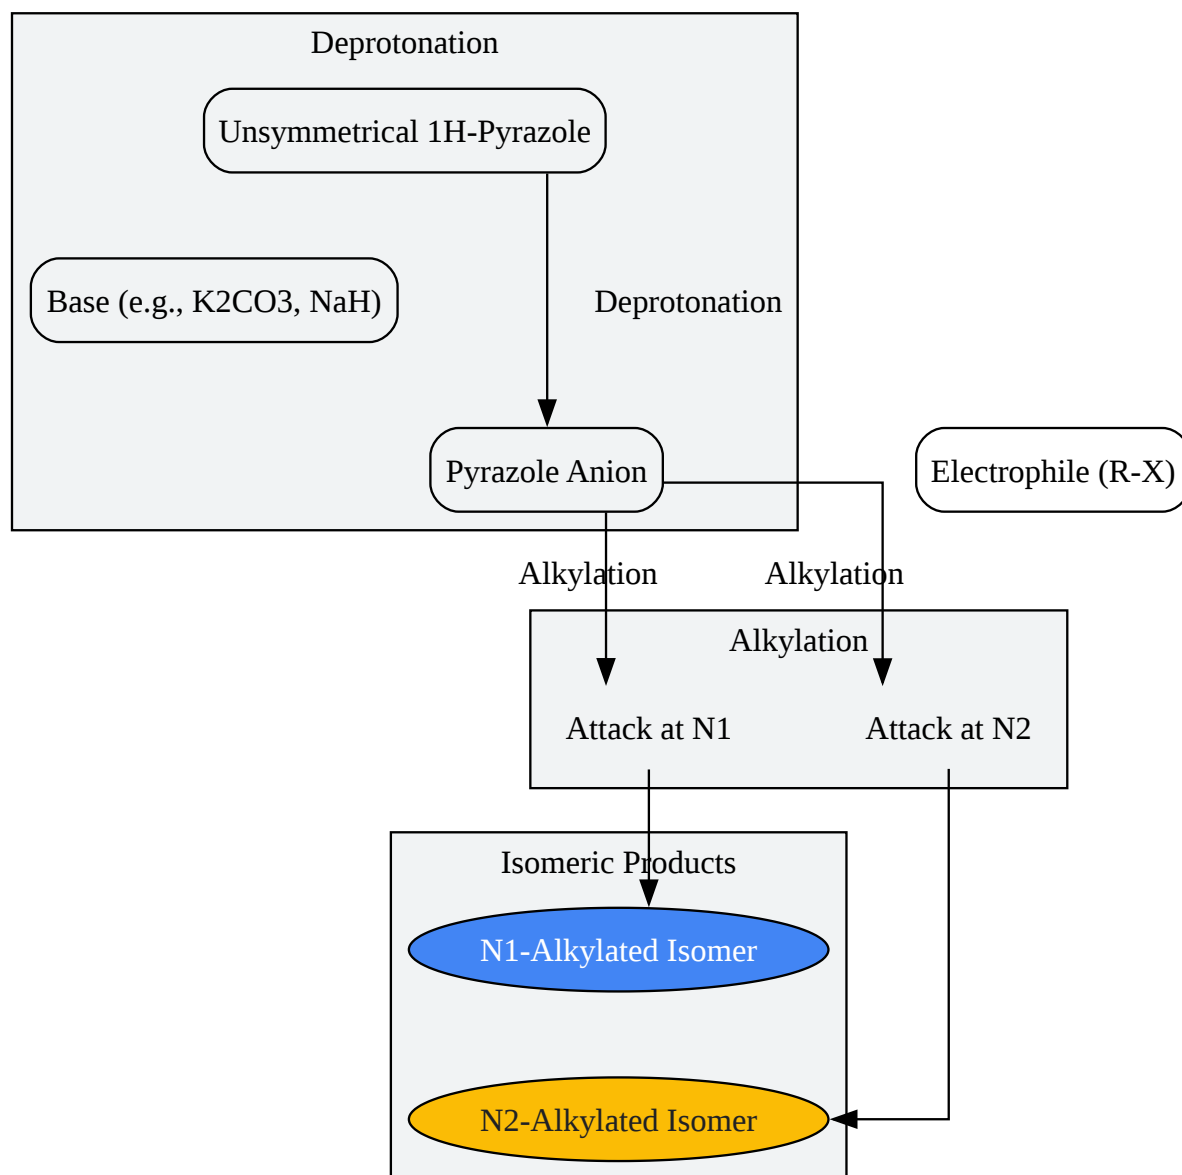 Deprotonation
Unsymmetrical 1H-Pyrazole
Base (e.g., K2CO3, NaH)
Deprotonation
Pyrazole Anion
Electrophile (R-X)
Alkylation
Alkylation
Alkylation
Attack at N1
Attack at N2
Isomeric Products
N1-Alkylated Isomer
N2-Alkylated Isomer